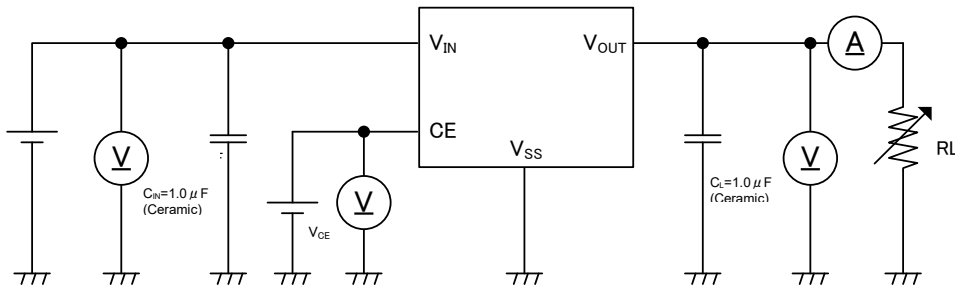 VIN
VOUT
A
CE
V
CIN=1.0μF
(Ceramic)
VCE
V
VSS
CL=1.0μF
(Ceramic)
V
RL